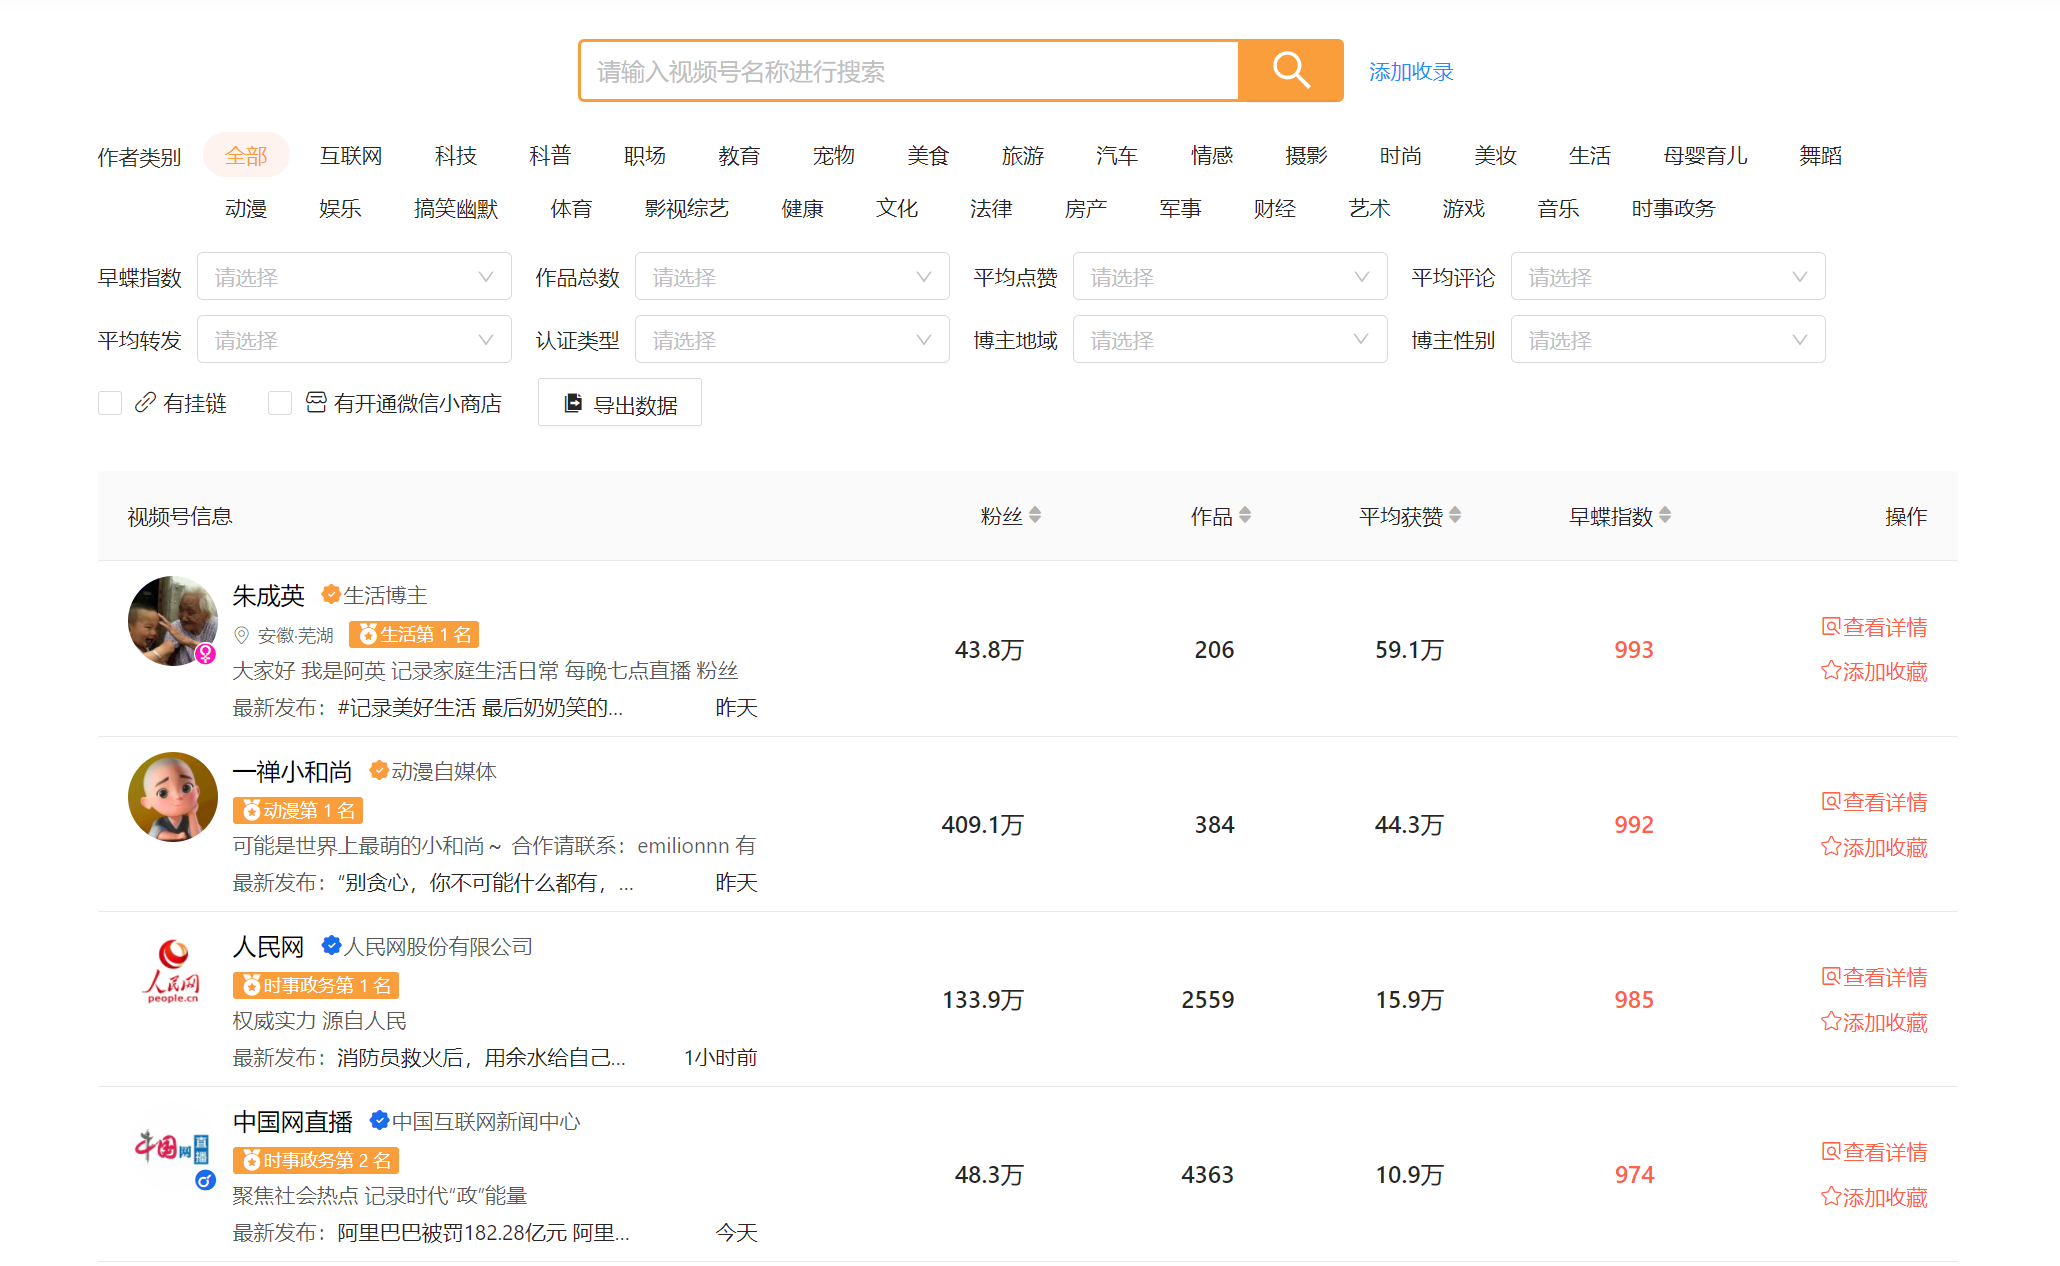 请输入视频号名称进行搜索 添加收录
作者类别 全部 互联网 科技 科普 职场 教育 宠物 美食 旅游 汽车 情感 摄影 时尚 美妆 生活 母婴育儿 舞蹈
动漫 娱乐 搞笑幽默 体育 影视综艺 健康 文化 法律 房产 军事 财经 艺术 游戏 音乐 时事政务
早蝶指数 请选择 作品总数 请选择 平均点赞 请选择 平均评论 请选择
平均转发 请选择 认证类型 请选择 博主地域 请选择 博主性别 请选择
有挂链 有开通微信小商店 导出数据
视频号信息 粉丝 作品 平均获赞 早蝶指数 操作
朱成英 生活博主
安徽·芜湖 生活第 1 名
大家好 我是阿英 记录家庭生活日常 每晚七点直播 粉丝
最新发布：#记录美好生活 最后奶奶笑的... 昨天
43.8万 206 59.1万 993
查看详情
添加收藏
一禅小和尚 动漫自媒体
动漫第 1 名
可能是世界上最萌的小和尚 ~ 合作请联系：emilionnn 有
最新发布：“别贪心，你不可能什么都有，... 昨天
409.1万 384 44.3万 992
查看详情
添加收藏
人民网
people.cn
人民网 人民网股份有限公司
时事政务第 1 名
权威实力 源自人民
最新发布：消防员救火后，用余水给自己... 1小时前
133.9万 2559 15.9万 985
查看详情
添加收藏
中国网直播
中国网直播 中国互联网新闻中心
时事政务第 2 名
聚焦社会热点 记录时代“政”能量
最新发布：阿里巴巴被罚182.28亿元 阿里... 今天
48.3万 4363 10.9万 974
查看详情
添加收藏